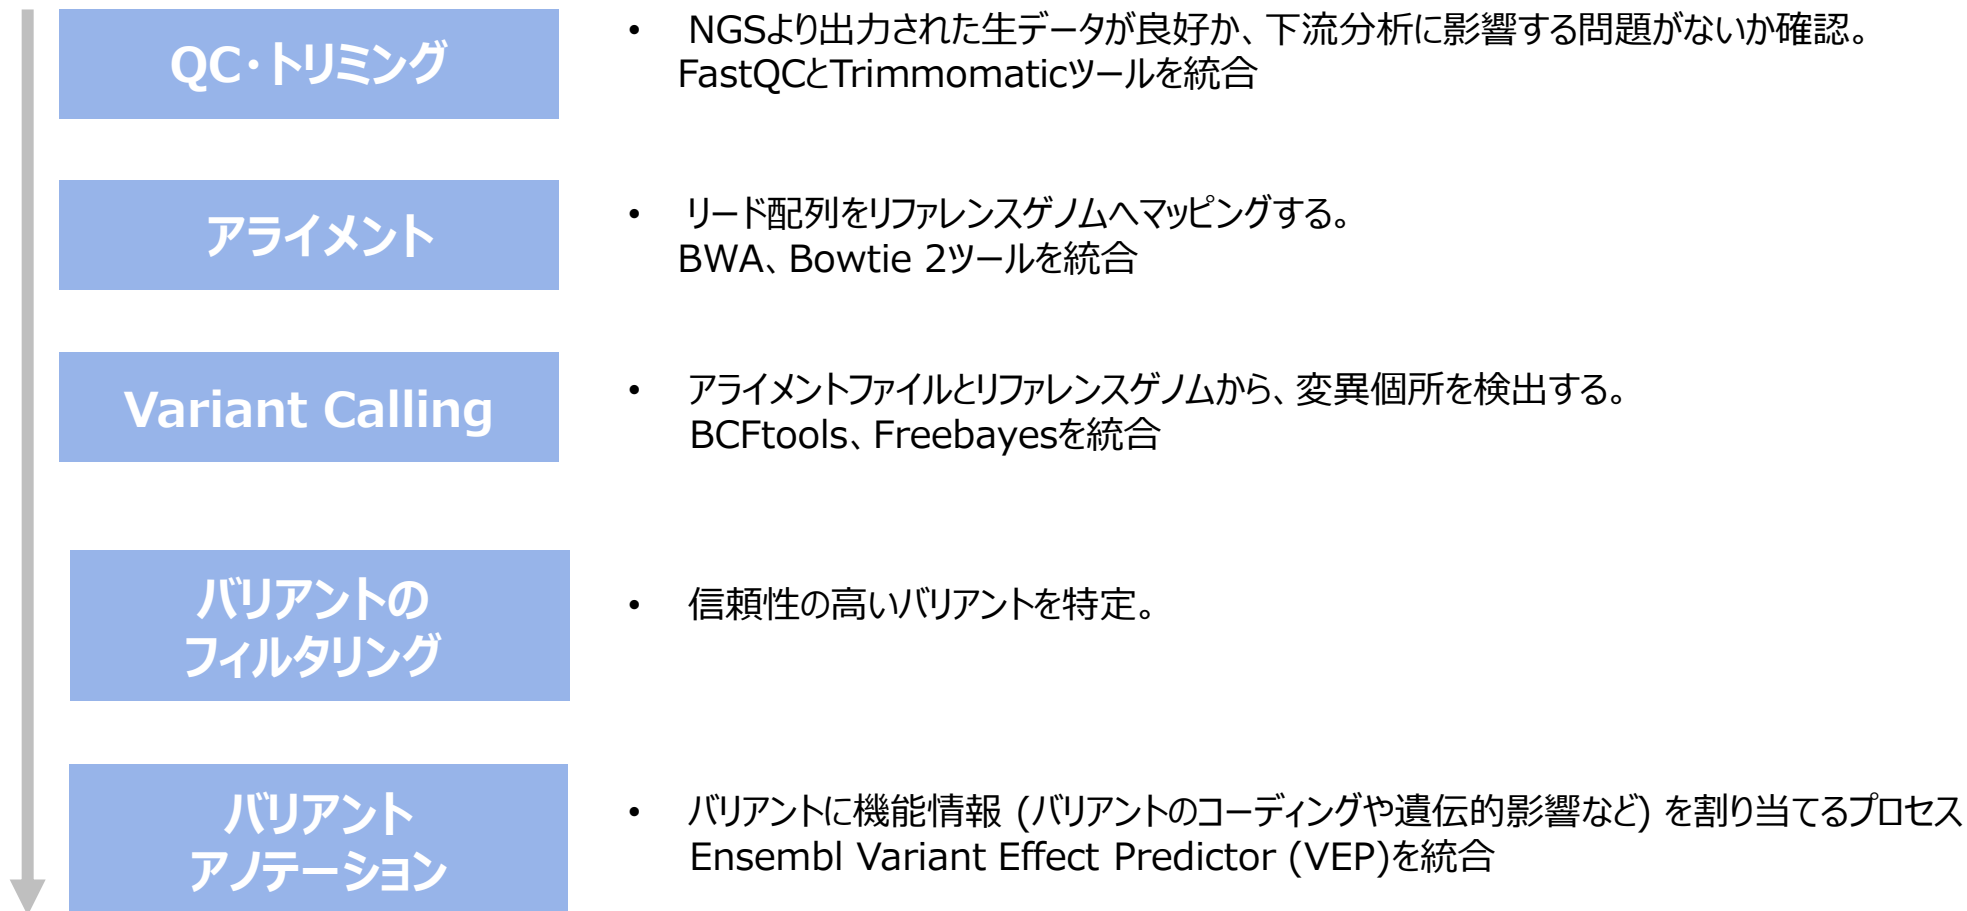 QC・トリミング
• NGSより出力された生データが良好か、下流分析に影響する問題がないか確認。
FastQCとTrimmomaticツールを統合
アライメント
• リード配列をリファレンスゲノムへマッピングする。
BWA、Bowtie 2ツールを統合
Variant Calling
• アライメントファイルとリファレンスゲノムから、変異個所を検出する。
BCFtools、Freebayesを統合
バリアントの
フィルタリング
• 信頼性の高いバリアントを特定。
バリアント
アノテーション
• バリアントに機能情報 (バリアントのコーディングや遺伝的影響など) を割り当てるプロセス
Ensembl Variant Effect Predictor (VEP)を統合